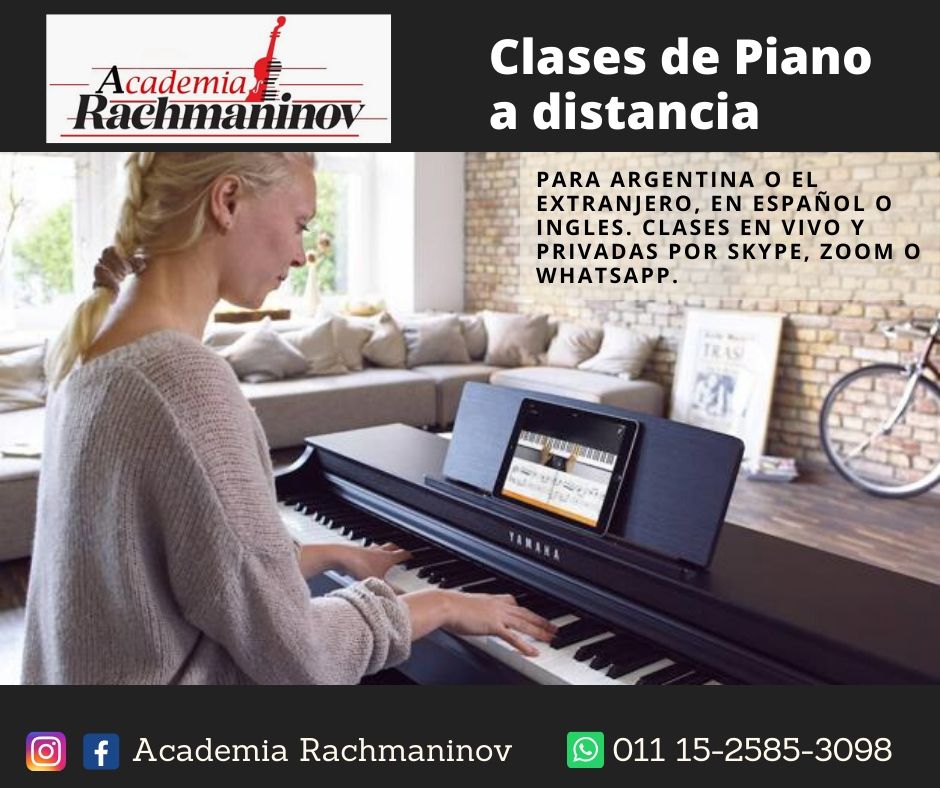 Academia
Rachmaninov
Clases de Piano
a distancia
PARA ARGENTINA O EL
EXTRANJERO, EN ESPAÑOL O
INGLES. CLASES EN VIVO Y
PRIVADAS POR SKYPE, ZOOM O
WHATSAPP.
TRASH
YAMAHA
Academia Rachmaninov
011 15-2585-3098